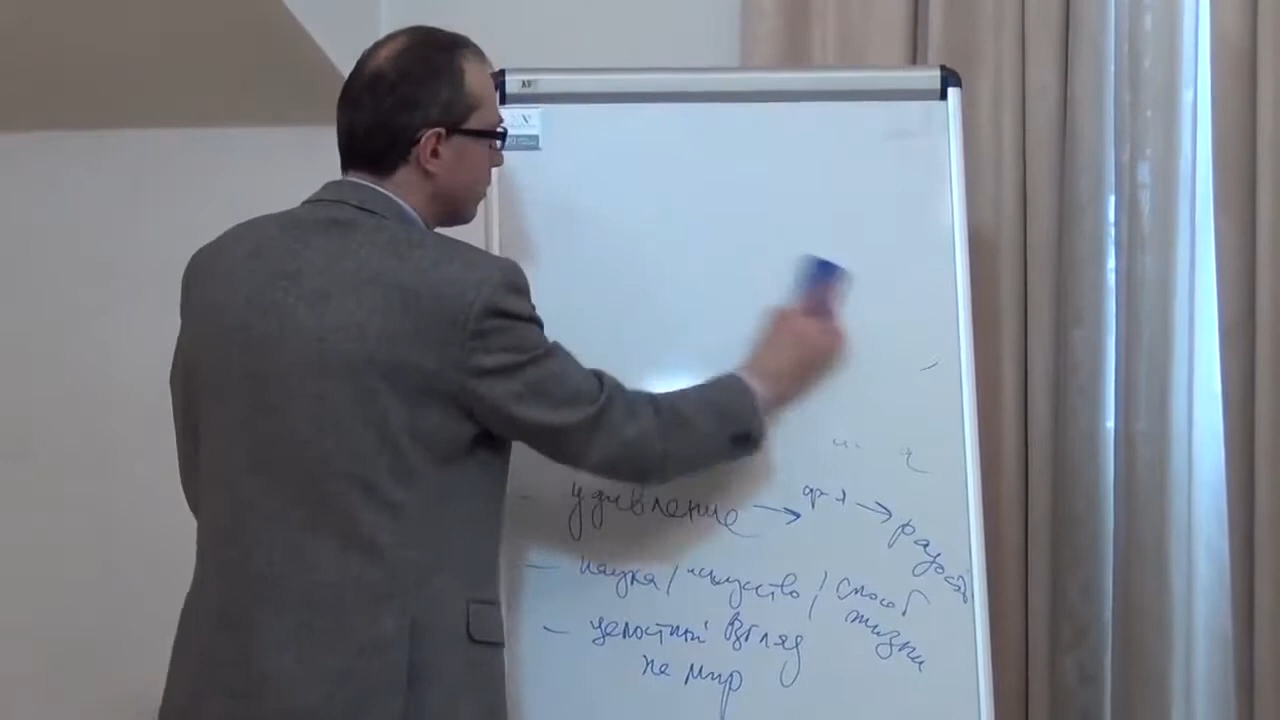 удивление → ф-я → радость
– наука / искусство / способ жизни
– целостный взгляд
на мир